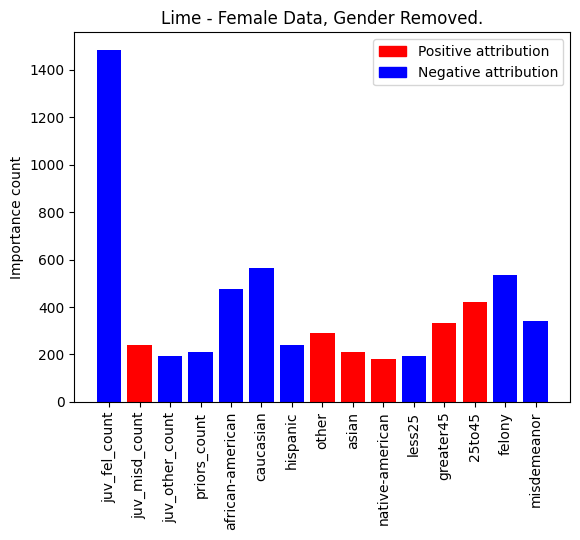 Lime - Female Data, Gender Removed.
Positive attribution
Negative attribution
Importance count
1400
1200
1000
800
600
400
200
0
juv_fel_count
juv_misd_count
juv_other_count
priors_count
african-american
caucasian
hispanic
other
asian
native-american
less25
greater45
25to45
felony
misdemeanor